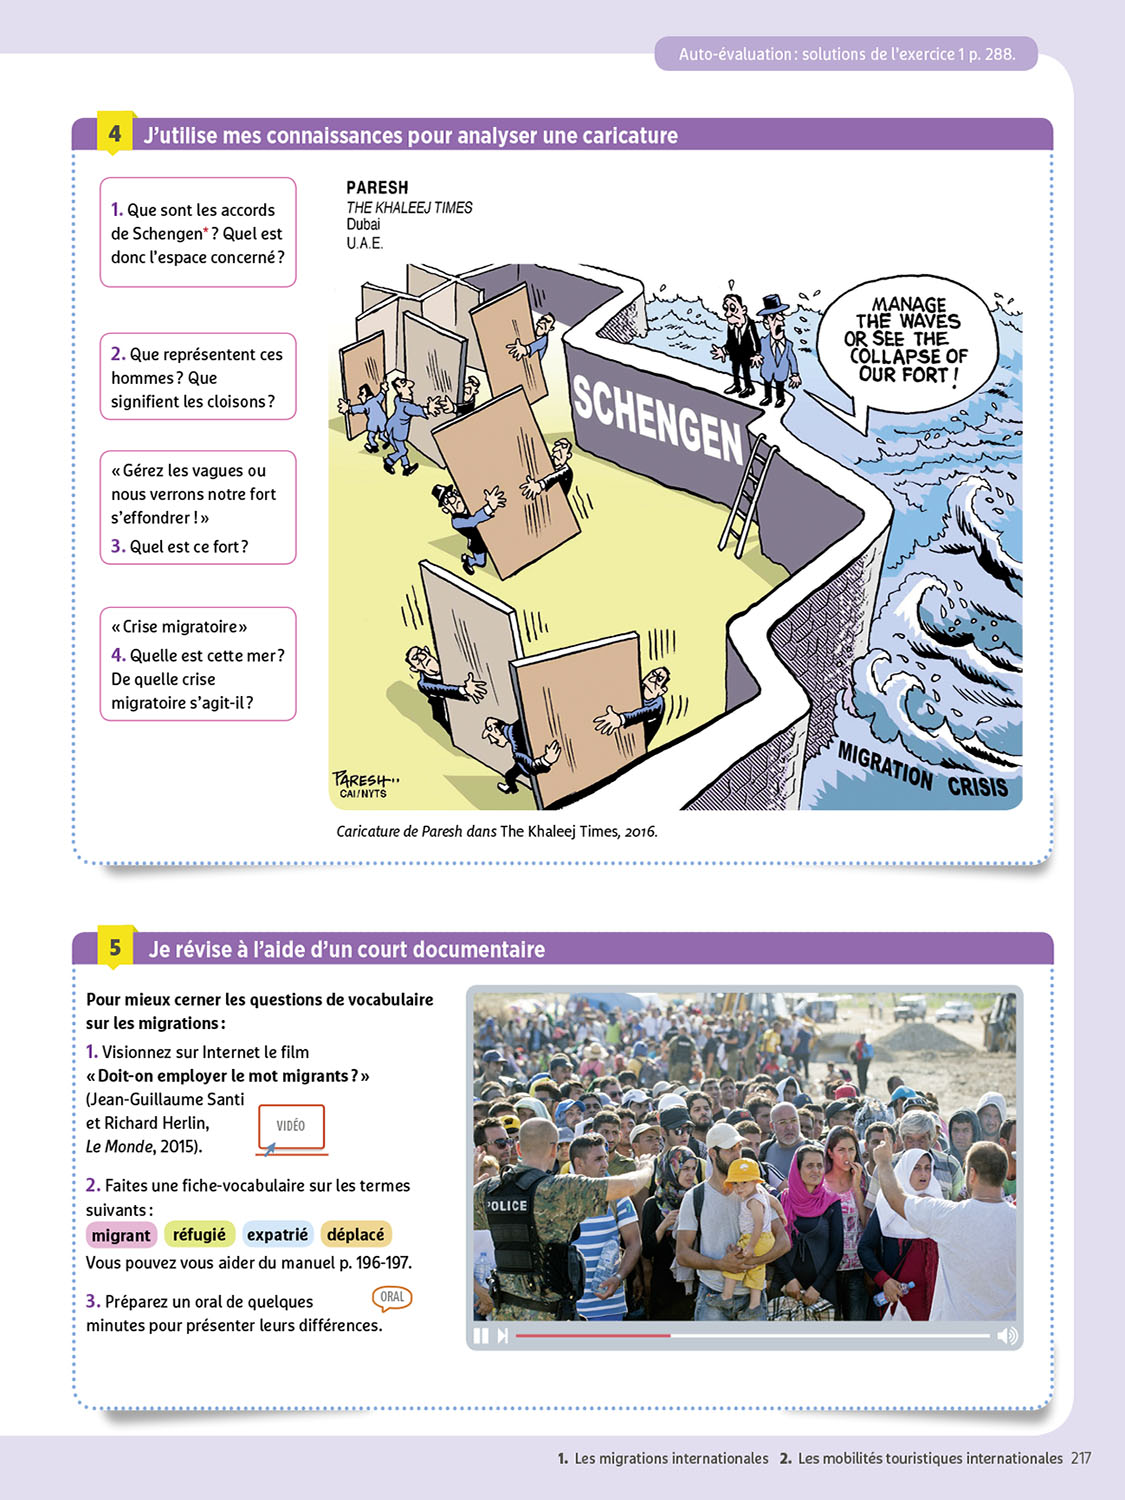 Auto-évaluation : solutions de l'exercice 1 p. 288.
4 J'utilise mes connaissances pour analyser une caricature
1. Que sont les accords
de Schengen* ? Quel est
donc l'espace concerné ?
2. Que représentent ces
hommes ? Que
signifient les cloisons ?
« Gérez les vagues ou
nous verrons notre fort
s'effondrer ! »
3. Quel est ce fort ?
« Crise migratoire »
4. Quelle est cette mer ?
De quelle crise
migratoire s'agit-il ?
PARESH
THE KHALEEJ TIMES
Dubai
U.A.E.
MANAGE
THE WAVES
OR SEE THE
COLLAPSE OF
OUR FORT !
SCHENGEN
MIGRATION CRISIS
PARESH..
CAI/NYTS
Caricature de Paresh dans The Khaleej Times, 2016.
5 Je révise à l'aide d'un court documentaire
Pour mieux cerner les questions de vocabulaire
sur les migrations :
1. Visionnez sur Internet le film
« Doit-on employer le mot migrants ? »
(Jean-Guillaume Santi
et Richard Herlin,
Le Monde, 2015).
VIDÉO
2. Faites une fiche-vocabulaire sur les termes
suivants :
migrant réfugié expatrié déplacé
Vous pouvez vous aider du manuel p. 196-197.
3. Préparez un oral de quelques
minutes pour présenter leurs différences.
ORAL
POLICE
1. Les migrations internationales 2. Les mobilités touristiques internationales 217